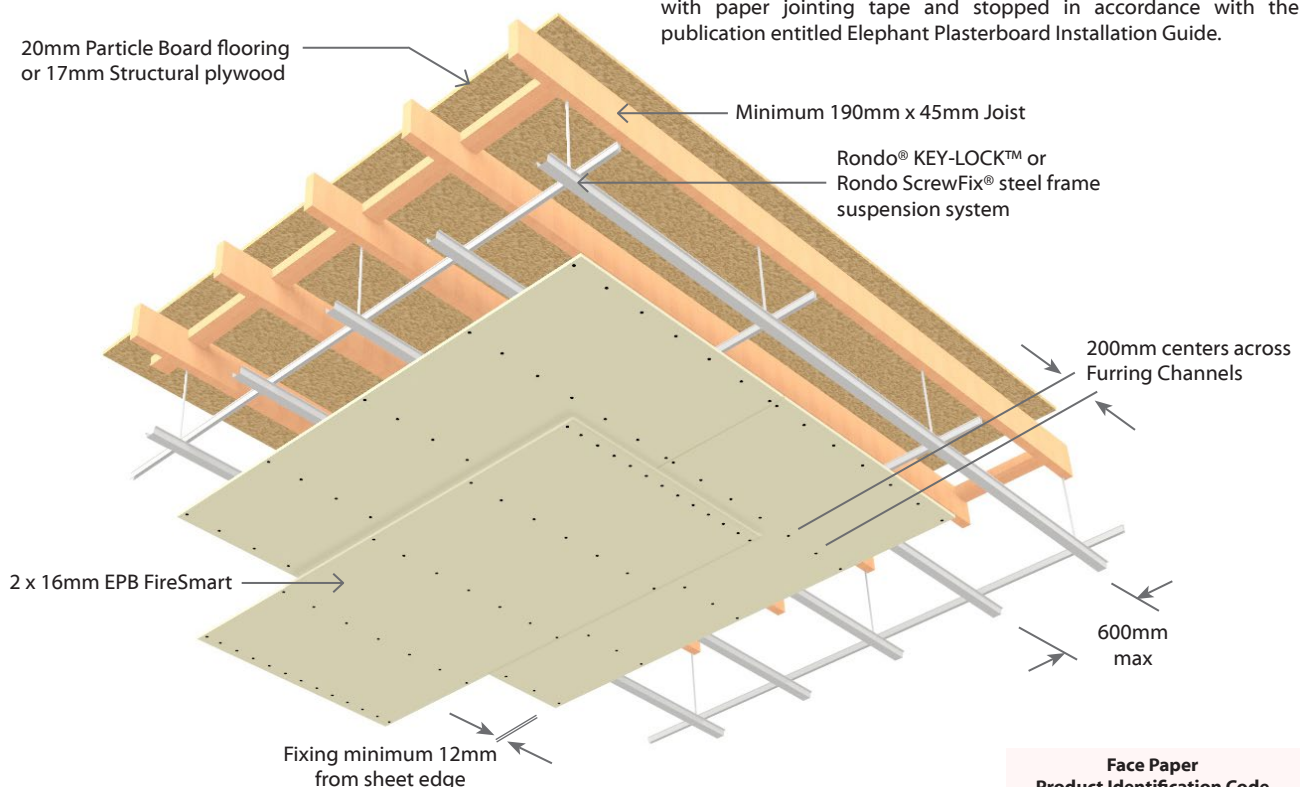 with paper jointing tape and stopped in accordance with the
publication entitled Elephant Plasterboard Installation Guide.
20mm Particle Board flooring
or 17mm Structural plywood
Minimum 190mm x 45mm Joist
Rondo® KEY-LOCK™ or
Rondo ScrewFix® steel frame
suspension system
200mm centers across
Furring Channels
2 x 16mm EPB FireSmart
600mm
max
Fixing minimum 12mm
from sheet edge
Face Paper
Product Identification Code